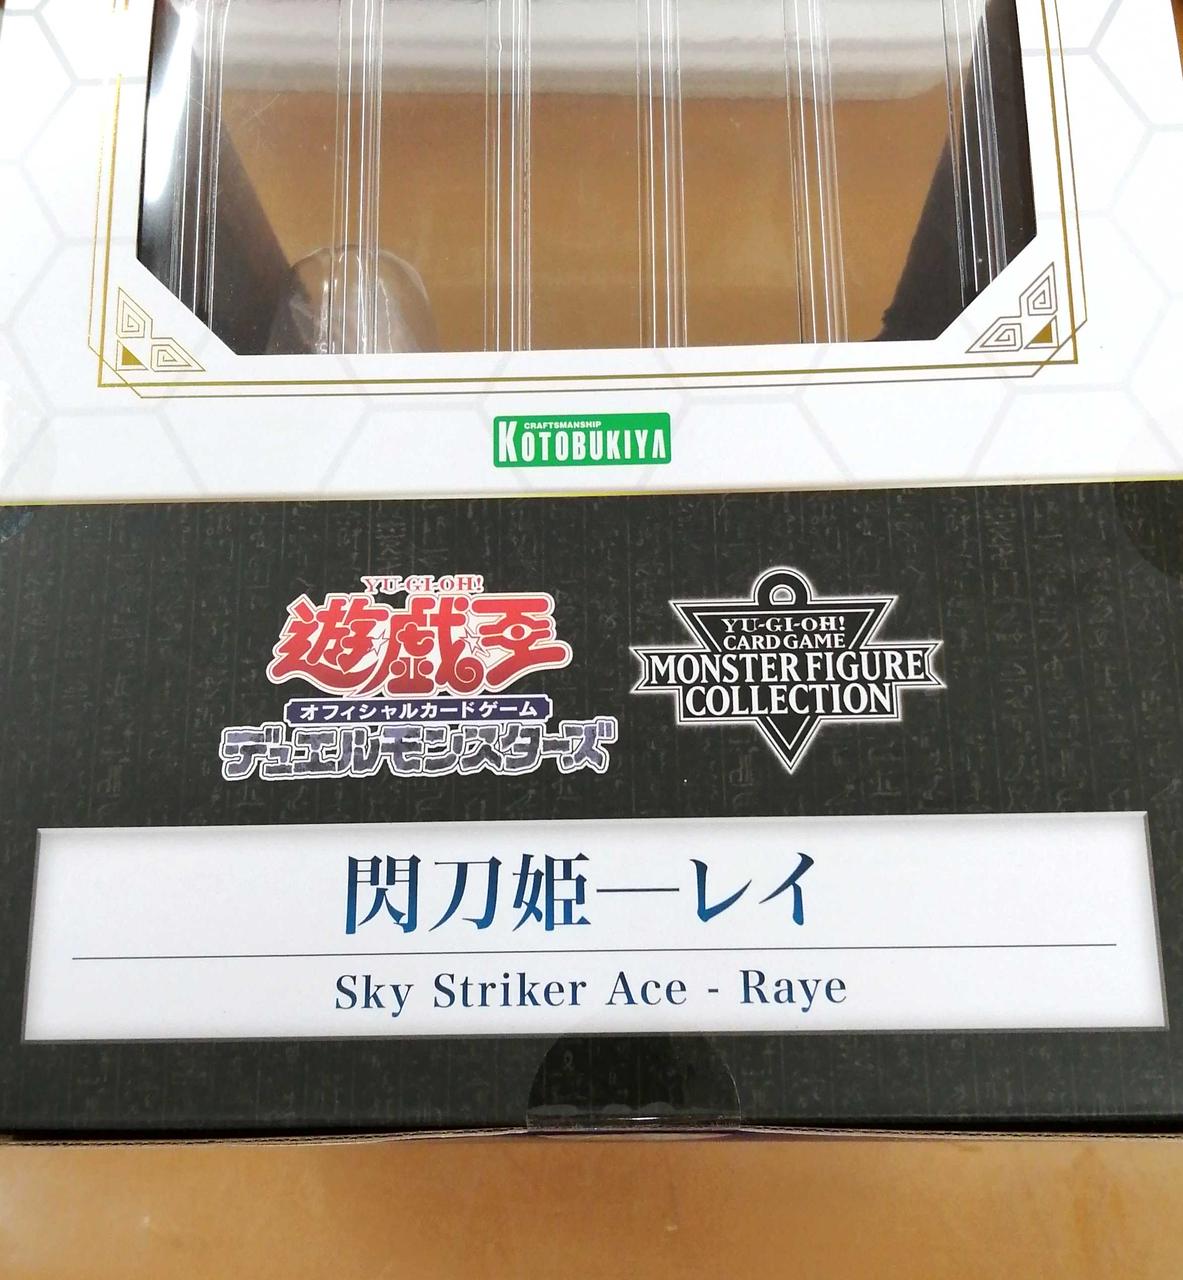 CRAFTSMANSHIP
KOTOBUKIYA
YU-GI-OH!
遊戯王
オフィシャルカードゲーム
デュエルモンスターズ
YU-GI-OH!
CARD GAME
MONSTER FIGURE
COLLECTION
閃刀姫―レイ
Sky Striker Ace - Raye